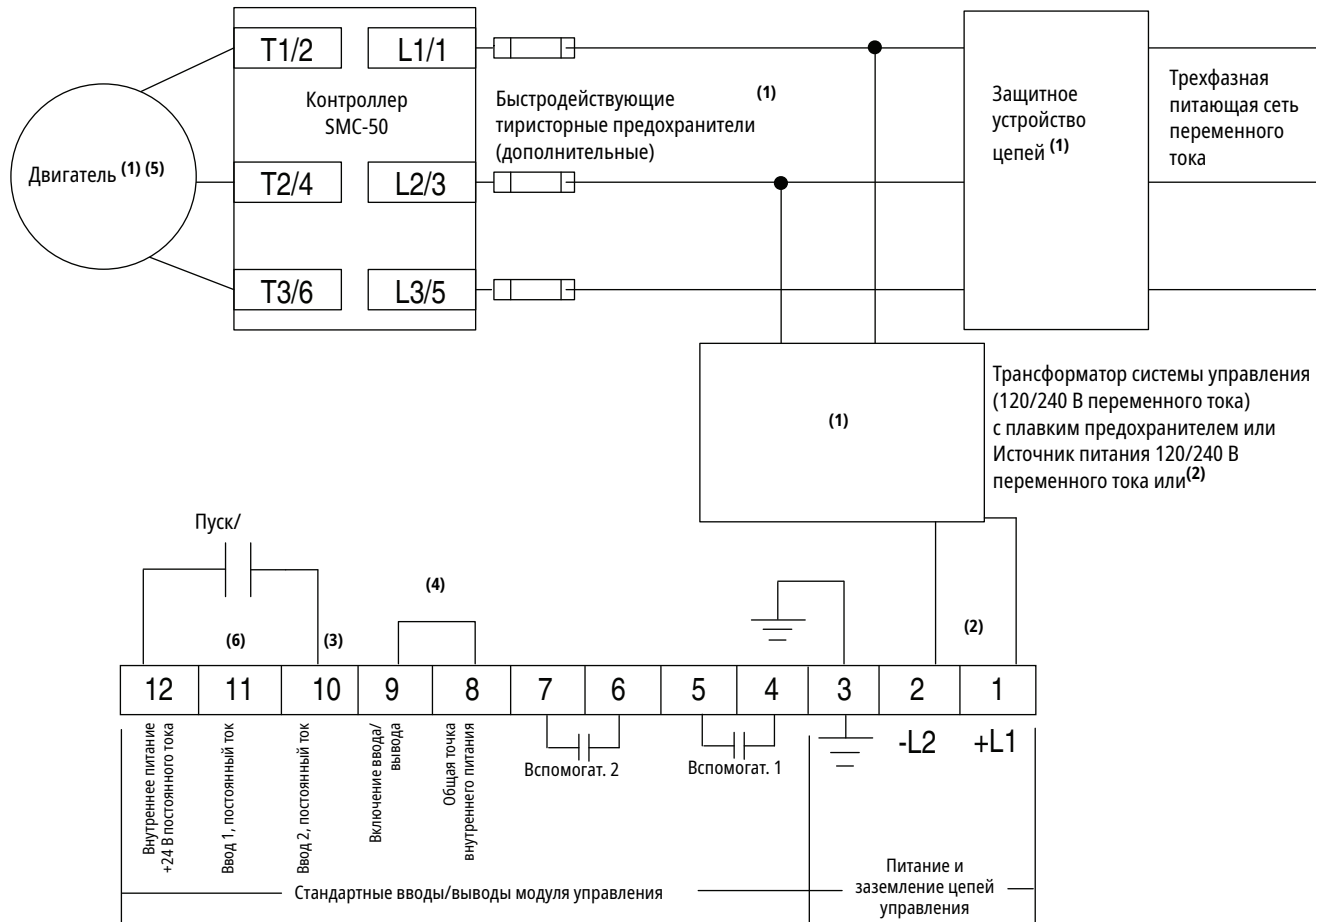 T1/2
L1/1
Контроллер
SMC-50
Быстродействующие
тиристорные предохранители
(дополнительные)
(1)
Защитное
устройство
цепей (1)
Трехфазная
питающая сеть
переменного
тока
Двигатель (1) (5)
T2/4
L2/3
T3/6
L3/5
(1)
Трансформатор системы управления
(120/240 В переменного тока)
с плавким предохранителем или
Источник питания 120/240 В
переменного тока или(2)
Пуск/
(4)
(6)
(3)
(2)
12
11
10
9
8
7
6
5
4
3
2
1
Внутреннее питание
+24 В постоянного тока
Ввод 1, постоянный ток
Ввод 2, постоянный ток
Включение ввода/
вывода
Общая точка
внутреннего питания
Вспомогат. 2
Вспомогат. 1
-L2
+L1
Стандартные вводы/выводы модуля управления
Питание и
заземление цепей
управления